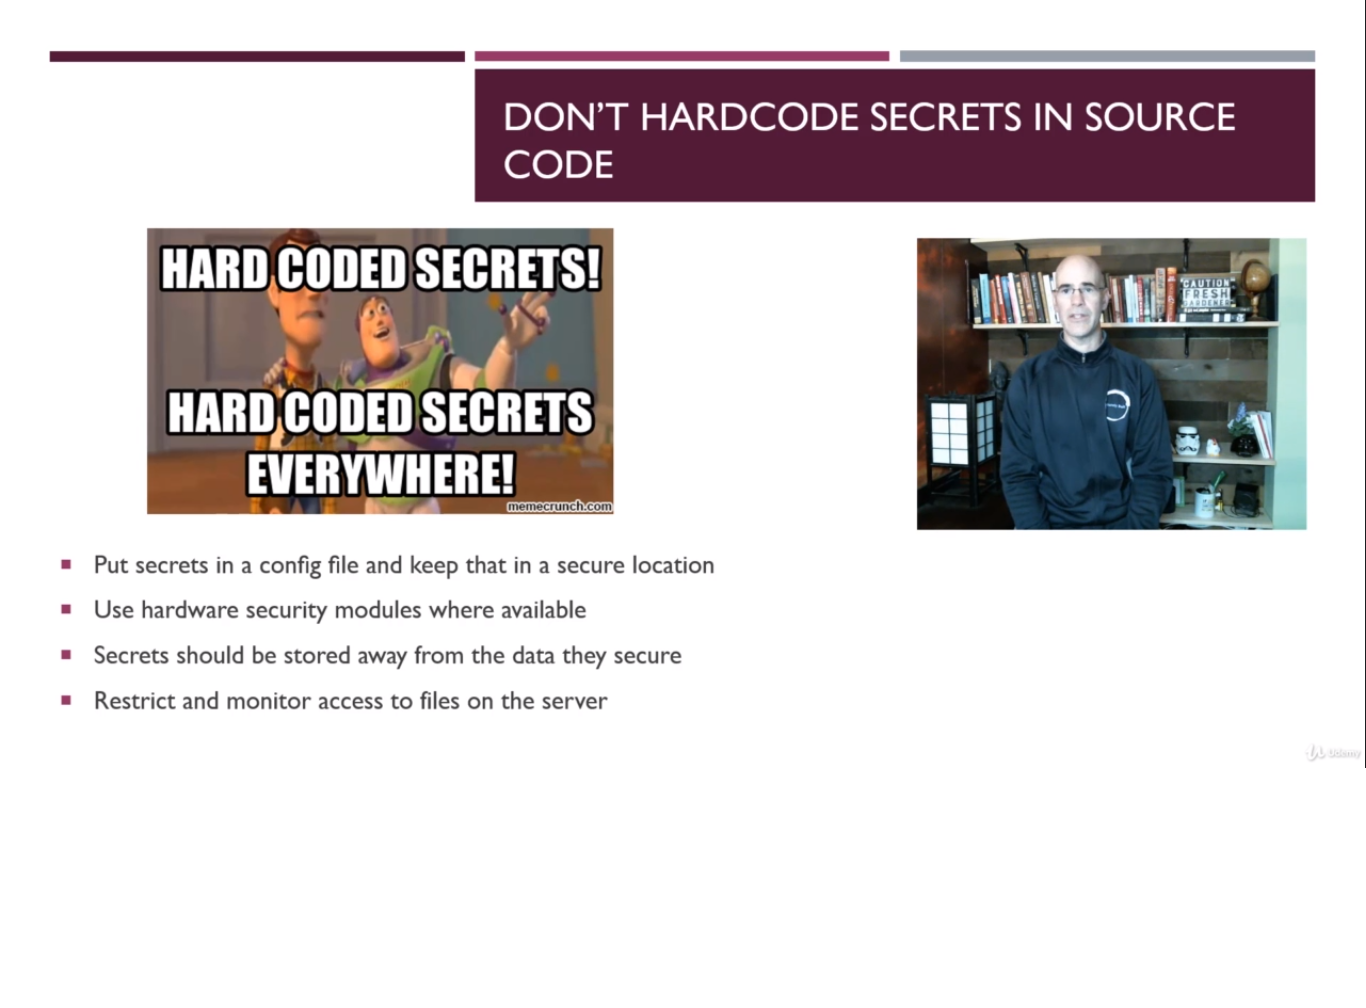 DON'T HARDCODE SECRETS IN SOURCE
CODE
HARD CODED SECRETS!
HARD CODED SECRETS
EVERYWHERE!
memecrunch.com
CAUTION
FRESH
GARDENER
Put secrets in a config file and keep that in a secure location
Use hardware security modules where available
Secrets should be stored away from the data they secure
Restrict and monitor access to files on the server
Udemy